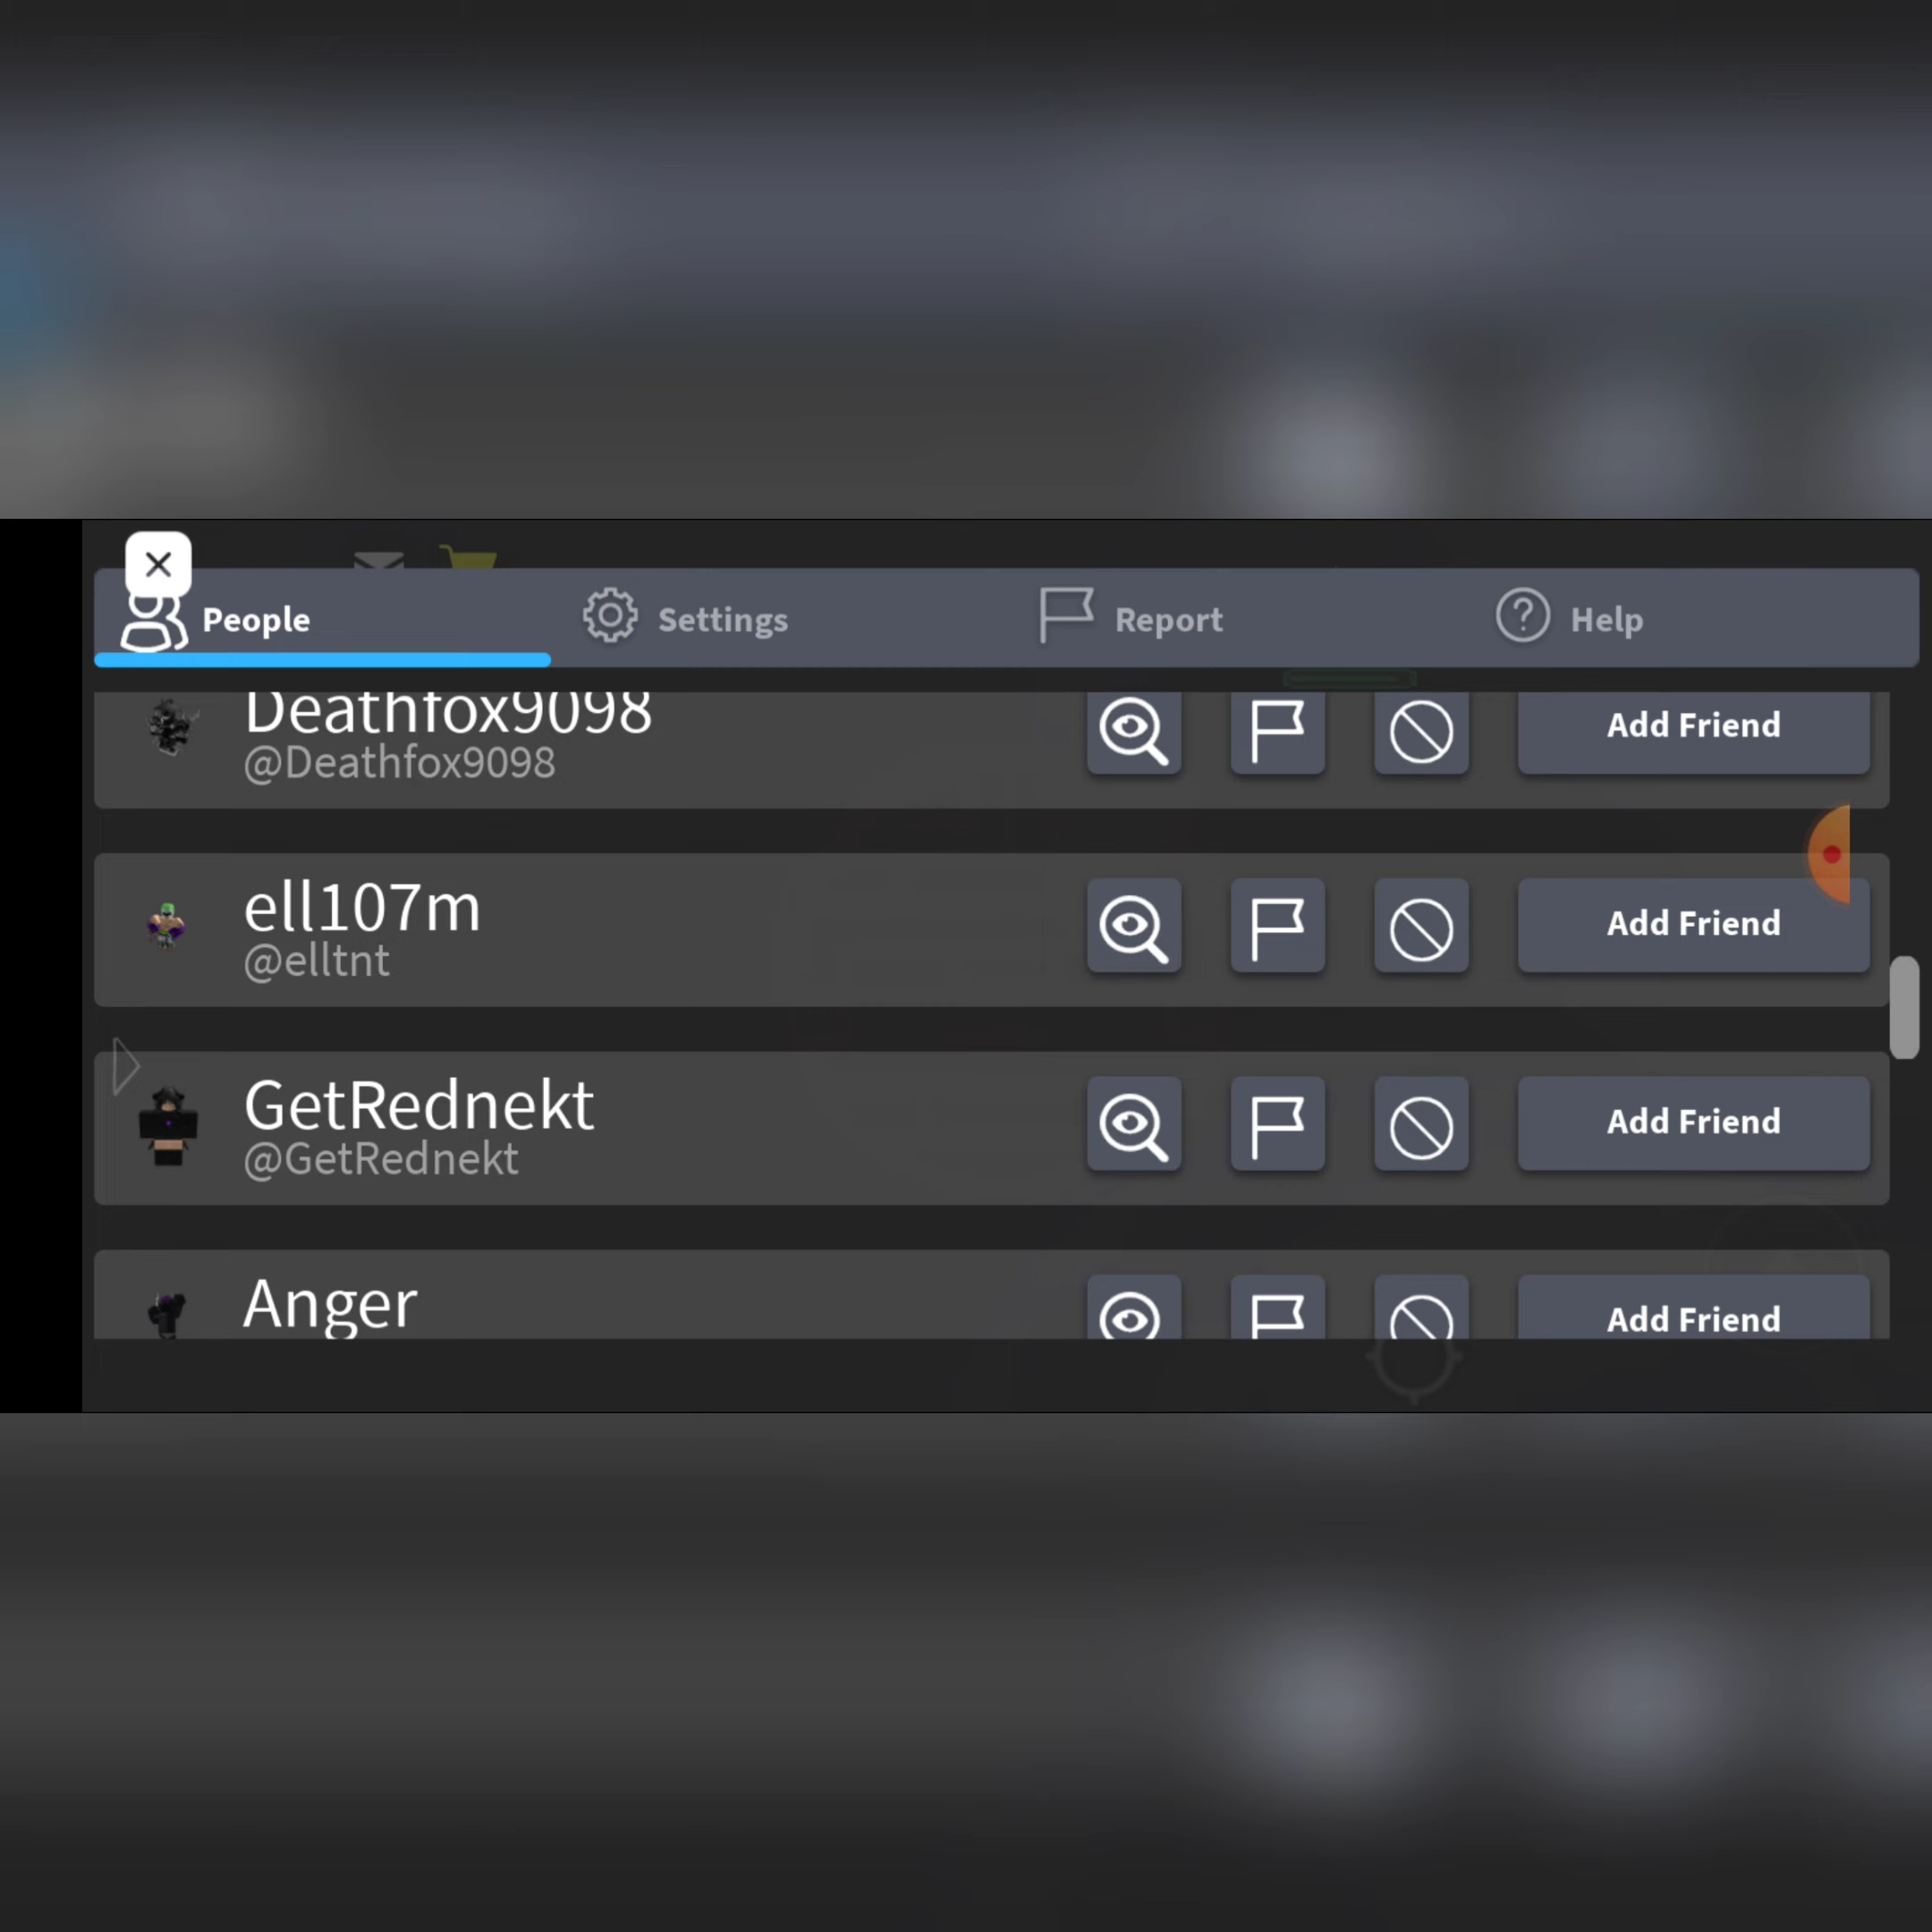 People Settings Report Help
Deathfox9098
@Deathfox9098
Add Friend
ell107m
@elltnt
Add Friend
GetRednekt
@GetRednekt
Add Friend
Anger
Add Friend